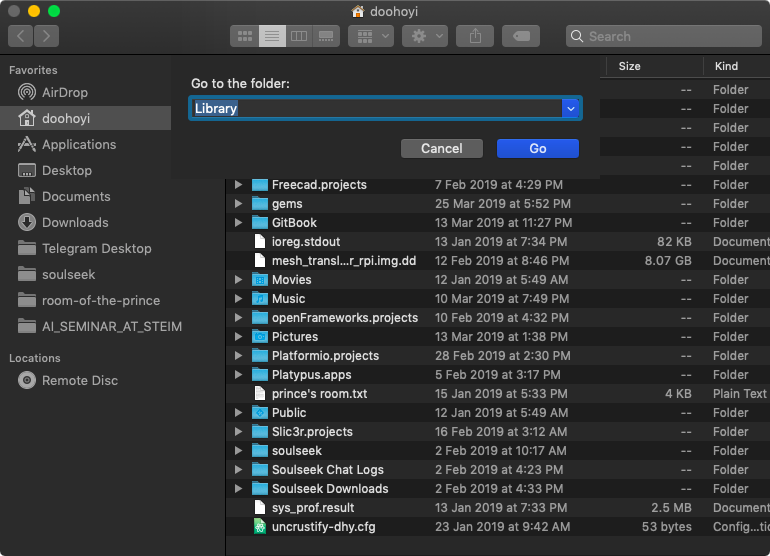 doohoyi
Search
Favorites
AirDrop
doohoyi
Applications
Desktop
Documents
Downloads
Telegram Desktop
soulseek
room-of-the-prince
AI_SEMINAR_AT_STEIM
Locations
Remote Disc
Go to the folder:
Library
Cancel Go
Size Kind
-- Folder
-- Folder
-- Folder
-- Folder
-- Folder
Freecad.projects 7 Feb 2019 at 4:29 PM -- Folder
gems 25 Mar 2019 at 5:52 PM -- Folder
GitBook 13 Mar 2019 at 11:27 PM -- Folder
ioreg.stdout 13 Jan 2019 at 7:34 PM 82 KB Document
mesh_transl...r_rpi.img.dd 12 Feb 2019 at 8:46 PM 8.07 GB Document
Movies 12 Jan 2019 at 5:49 AM -- Folder
Music 10 Mar 2019 at 7:49 PM -- Folder
openFrameworks.projects 10 Feb 2019 at 4:32 PM -- Folder
Pictures 13 Mar 2019 at 1:38 PM -- Folder
Platformio.projects 28 Feb 2019 at 2:30 PM -- Folder
Platypus.apps 5 Feb 2019 at 3:17 PM -- Folder
prince's room.txt 15 Jan 2019 at 5:33 PM 4 KB Plain Text
Public 12 Jan 2019 at 5:49 AM -- Folder
Slic3r.projects 16 Feb 2019 at 3:12 AM -- Folder
soulseek 2 Feb 2019 at 10:17 AM -- Folder
Soulseek Chat Logs 2 Feb 2019 at 4:23 PM -- Folder
Soulseek Downloads 2 Feb 2019 at 4:33 PM -- Folder
sys_prof.result 13 Jan 2019 at 7:33 PM 2.5 MB Document
uncrustify-dhy.cfg 23 Jan 2019 at 9:42 AM 53 bytes Config...tio